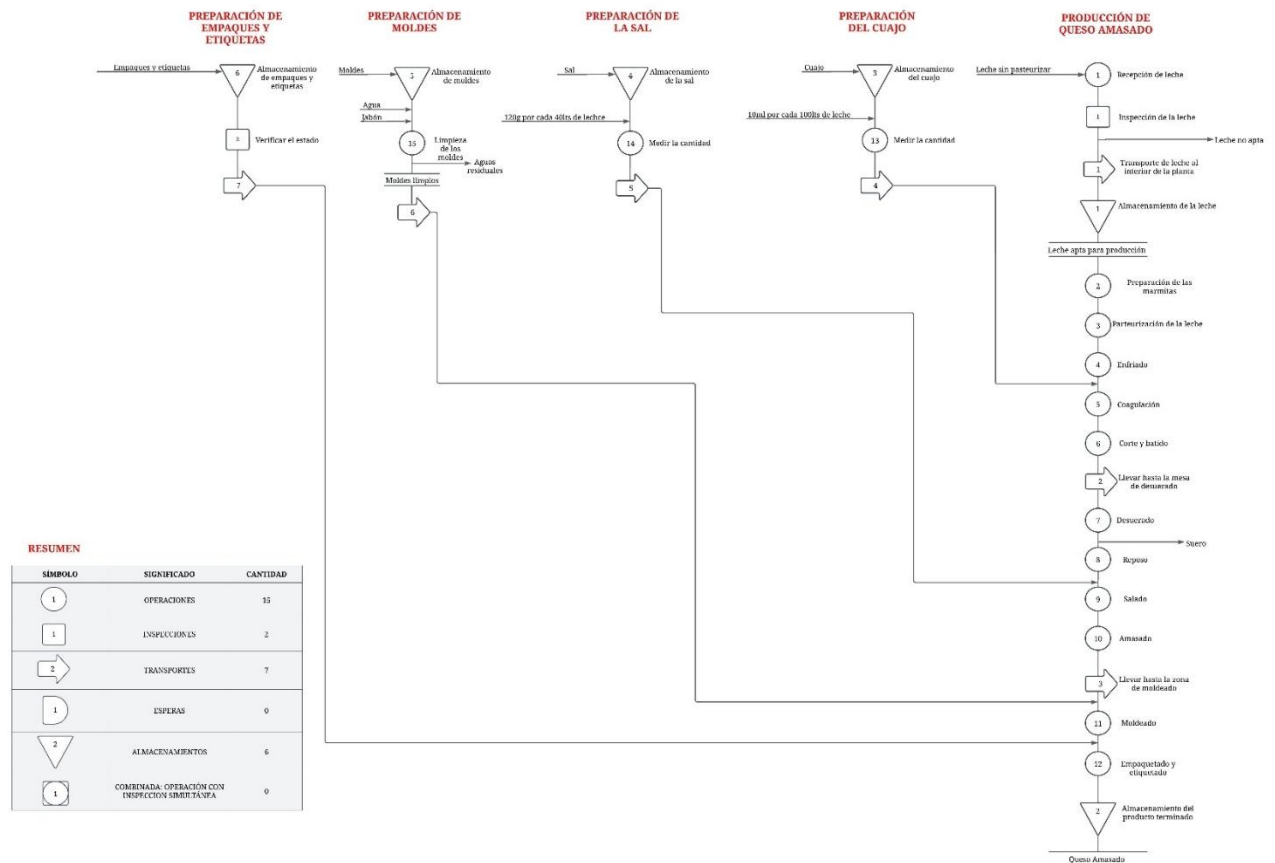 PREPARACIÓN DE
EMPAQUES Y
ETIQUETAS
Empaques y etiquetas
6
Almacenamiento
de empaques y
etiquetas
2
Verificar el estado
7
PREPARACIÓN DE
MOLDES
Moldes
5
Almacenamiento
de moldes
Agua
Jabón
15
Limpieza
de los
moldes
Aguas
residuales
Moldes limpios
6
PREPARACIÓN DE
LA SAL
Sal
4
Almacenamiento
de la sal
120g por cada 40lts de lechce
14
Medir la cantidad
5
PREPARACIÓN
DEL CUAJO
Cuajo
3
Almacenamiento
del cuajo
10ml por cada 100lts de leche
13
Medir la cantidad
4
PRODUCCIÓN DE
QUESO AMASADO
Leche sin pasteurizar
1
Recepción de leche
1
Inspección de la leche
Leche no apta
1
Transporte de leche al
interior de la planta
1
Almacenamiento de la leche
Leche apta para producción
2
Preparación de las
marmitas
3
Parteurización de la leche
4
Enfriado
5
Coagulación
6
Corte y batido
2
Llevar hasta la mesa
de desuerado
7
Desuerado
Suero
8
Reposo
9
Salado
10
Amasado
3
Llevar hasta la zona
de moldeado
11
Moldeado
12
Empaquetado y
etiquetado
2
Almacenamiento del
producto terminado
Queso Amasado
RESUMEN
SÍMBOLO SIGNIFICADO CANTIDAD
1 OPERACIONES 15
1 INSPECCIONES 2
2 TRANSPORTES 7
1 ESPERAS 0
2 ALMACENAMIENTOS 6
1 COMBINADA: OPERACIÓN CON
INSPECCION SIMULTÁNEA 0